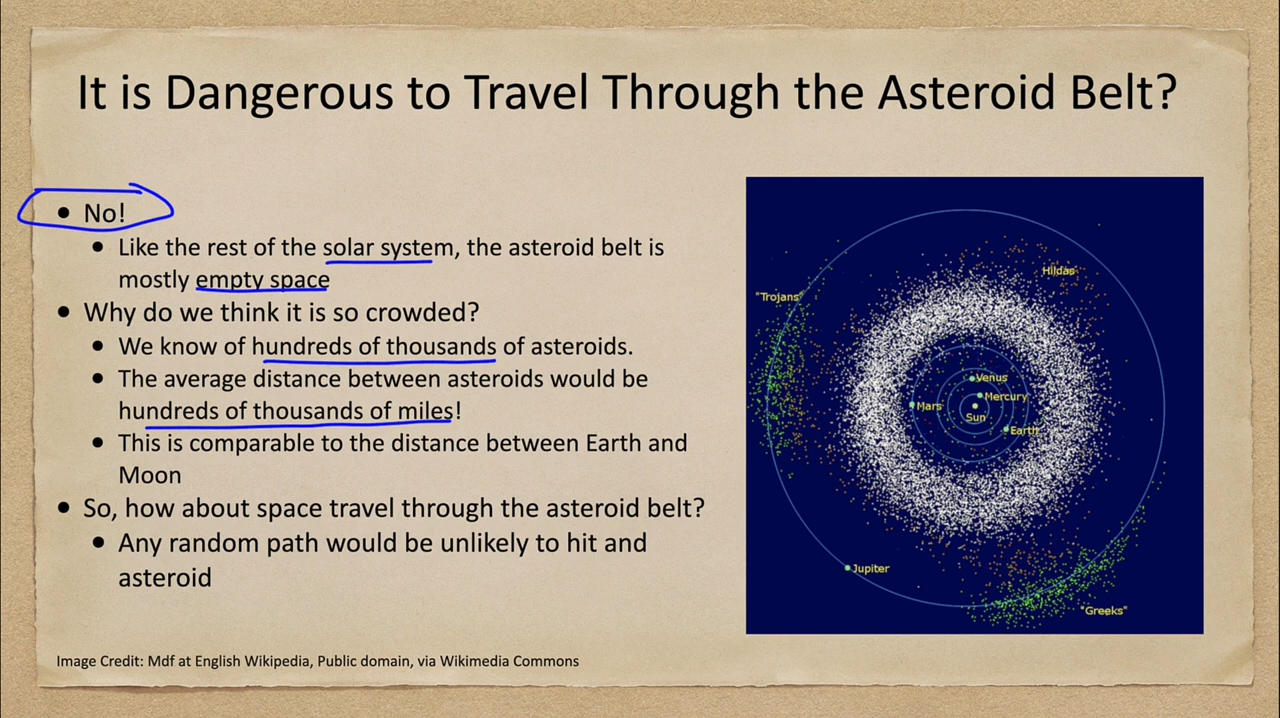 It is Dangerous to Travel Through the Asteroid Belt?
• No!
• Like the rest of the solar system, the asteroid belt is
mostly empty space
• Why do we think it is so crowded?
• We know of hundreds of thousands of asteroids.
• The average distance between asteroids would be
hundreds of thousands of miles!
• This is comparable to the distance between Earth and
Moon
• So, how about space travel through the asteroid belt?
• Any random path would be unlikely to hit and
asteroid
Hildas
"Trojans"
Venus
Mercury
Mars
Sun
Earth
Jupiter
"Greeks"
Image Credit: Mdf at English Wikipedia, Public domain, via Wikimedia Commons